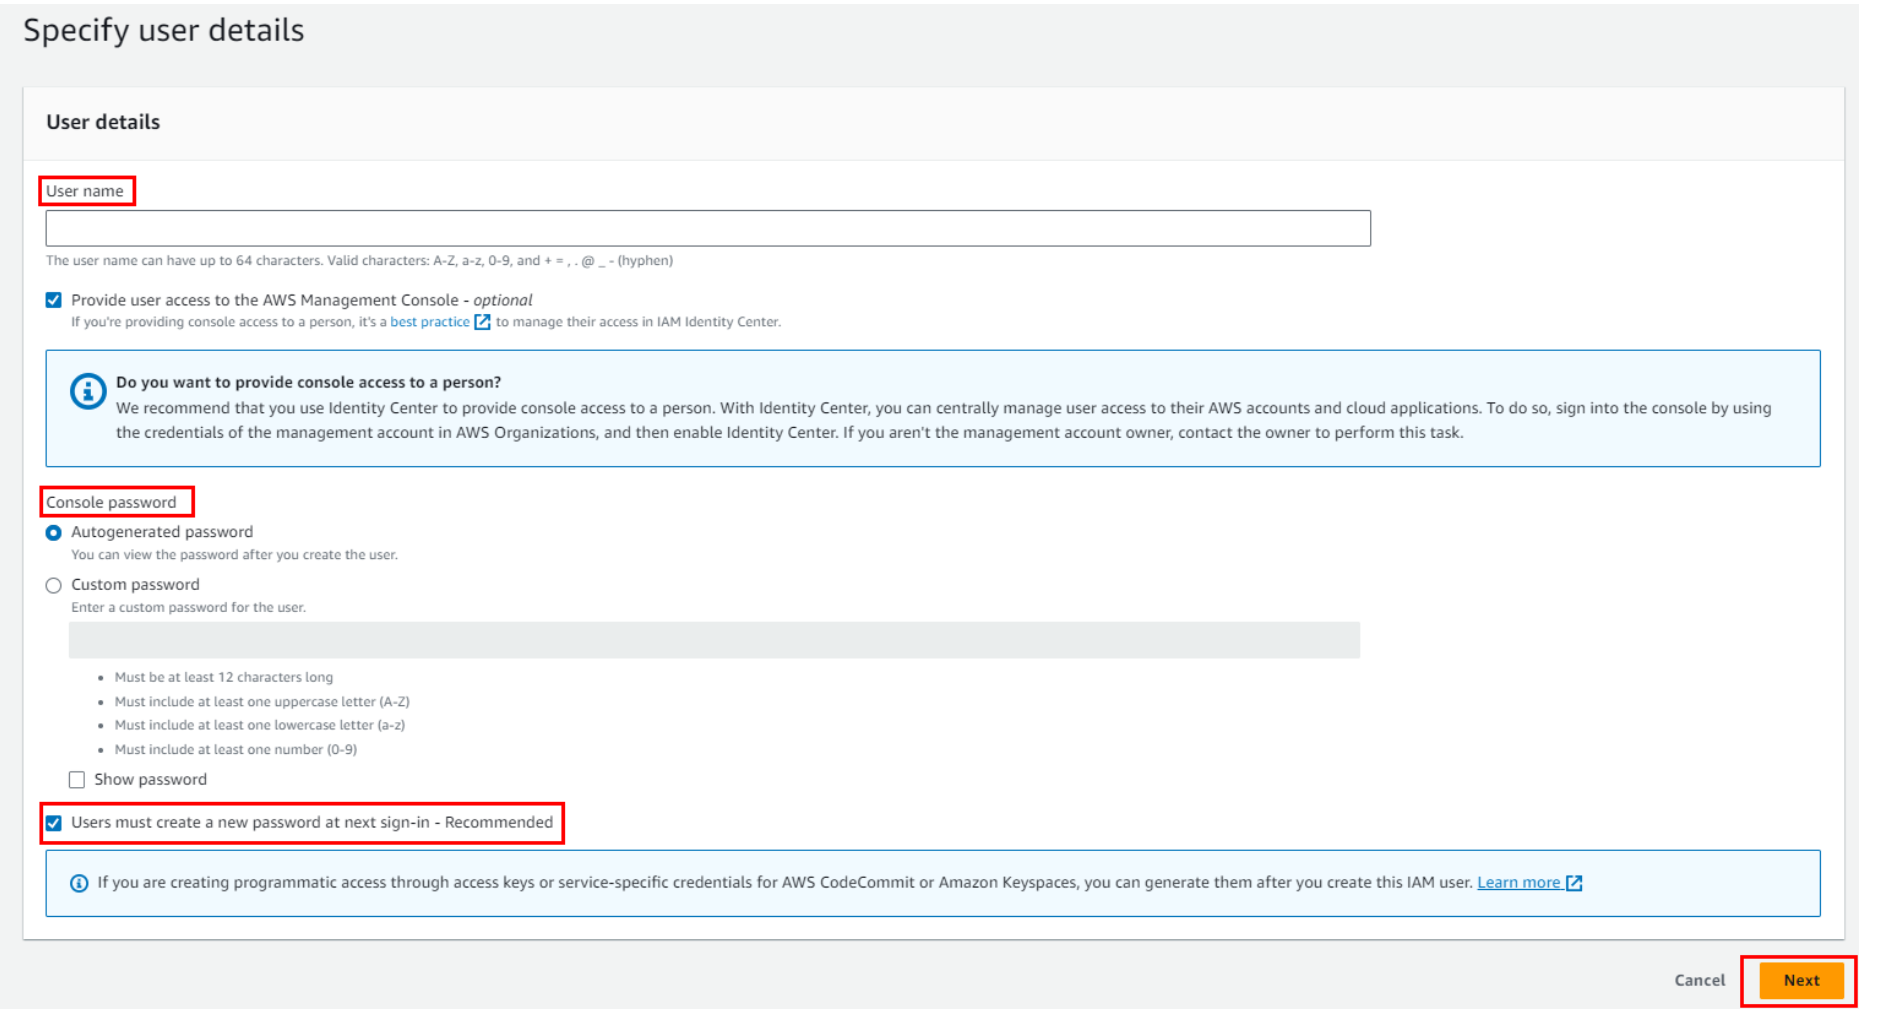 Specify user details
User details
User name
The user name can have up to 64 characters. Valid characters: A-Z, a-z, 0-9, and + = , . @ _ - (hyphen)
Provide user access to the AWS Management Console - optional
If you're providing console access to a person, it's a best practice to manage their access in IAM Identity Center.
Do you want to provide console access to a person?
We recommend that you use Identity Center to provide console access to a person. With Identity Center, you can centrally manage user access to their AWS accounts and cloud applications. To do so, sign into the console by using
the credentials of the management account in AWS Organizations, and then enable Identity Center. If you aren't the management account owner, contact the owner to perform this task.
Console password
Autogenerated password
You can view the password after you create the user.
Custom password
Enter a custom password for the user.
• Must be at least 12 characters long
• Must include at least one uppercase letter (A-Z)
• Must include at least one lowercase letter (a-z)
• Must include at least one number (0-9)
Show password
Users must create a new password at next sign-in - Recommended
If you are creating programmatic access through access keys or service-specific credentials for AWS CodeCommit or Amazon Keyspaces, you can generate them after you create this IAM user. Learn more
Cancel Next